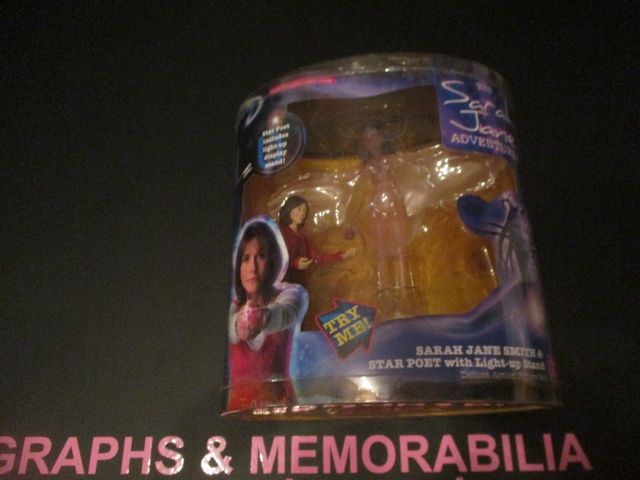 THE
Sarah
Jane
ADVENTURES
Star Poet
includes
light-up
display
stand!
TRY
ME!
SARAH JANE SMITH &
STAR POET with Light-up Stand
GRAPHS & MEMORABILIA